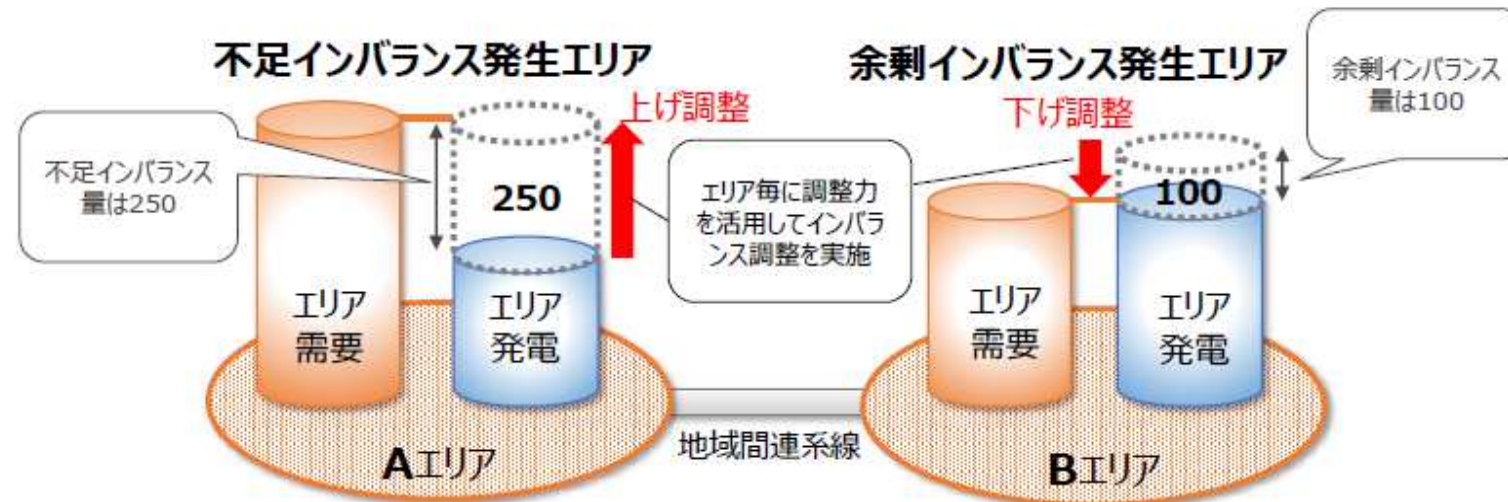 不足インバランス発生エリア
余剰インバランス発生エリア
余剰インバランス
量は100
上げ調整
下げ調整
不足インバランス
量は250
250
エリア毎に調整力
を活用してインバラ
ンス調整を実施
100
エリア
需要
エリア
発電
エリア
需要
エリア
発電
地域間連系線
Aエリア
Bエリア